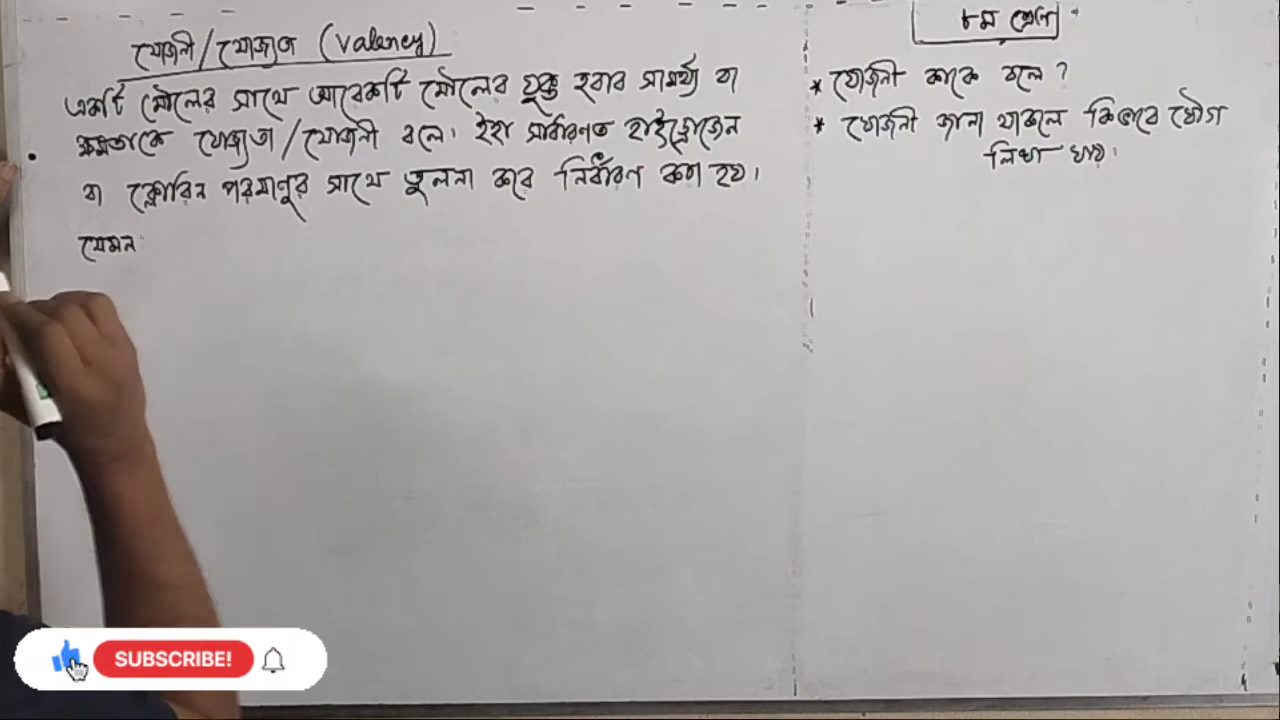 যোজনী/যোজ্যতা (Valency)
একটি মৌলের সাথে আরেকটি মৌলের যুক্ত হবার সামর্থ্য বা
ক্ষমতাকে যোজ্যতা/যোজনী বলে। ইহা সাধারণত হাইড্রোজেন
বা ক্লোরিন পরমাণুর সাথে তুলনা করে নির্ধারণ করা হয়।
যেমন:
৮ম শ্রেণি
* যোজনী কাকে বলে?
* যোজনী জানা থাকলে কিভাবে যৌগ
লিখা যায়।
SUBSCRIBE!